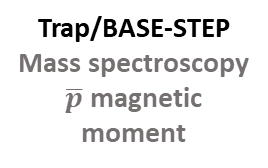 Trap/BASE-STEP
Mass spectroscopy
p̅ magnetic
moment